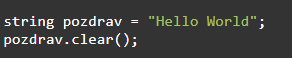 string pozdrav = "Hello World";
pozdrav.clear();